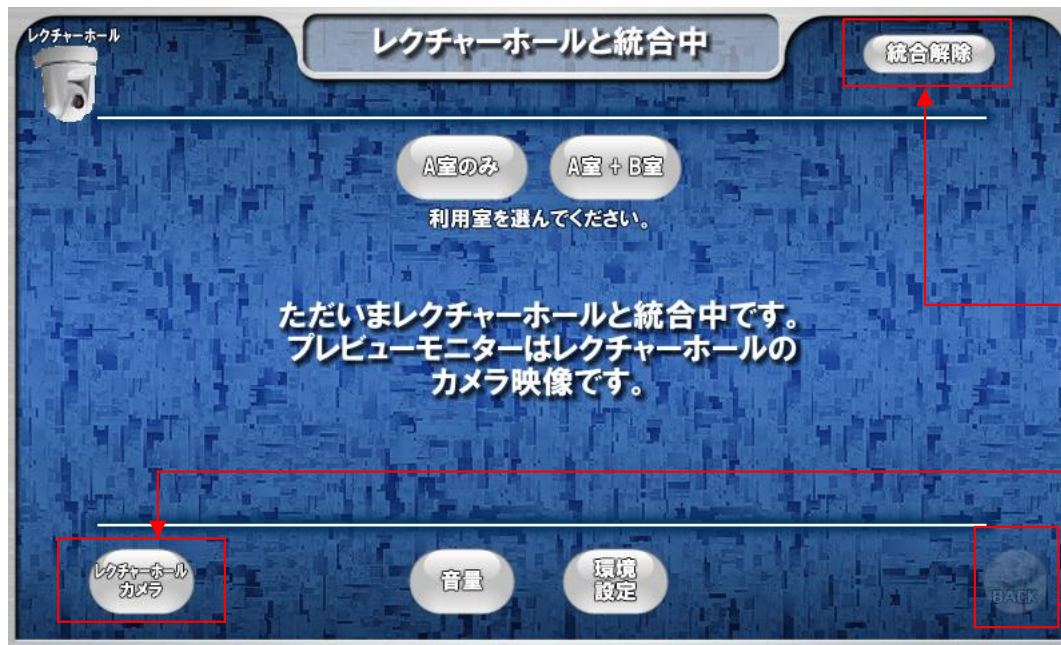 レクチャーホール
レクチャーホールと統合中
統合解除
A室のみ
A室 + B室
利用室を選んでください。
ただいまレクチャーホールと統合中です。
プレビューモニターはレクチャーホールの
カメラ映像です。
レクチャーホール
カメラ
音量
環境
設定
BACK